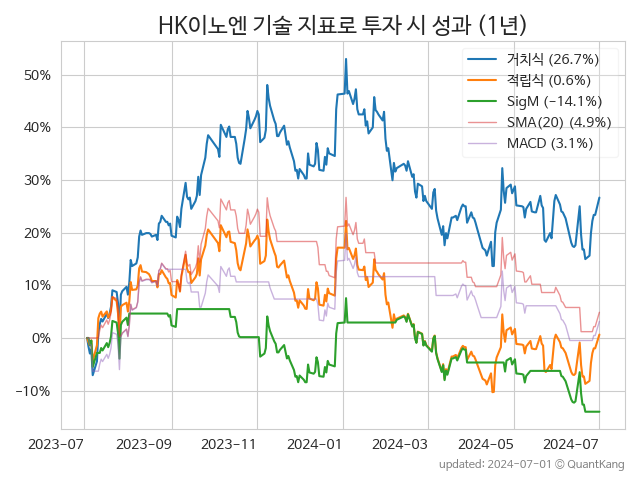 HK이노엔 기술 지표로 투자 시 성과 (1년)
거치식 (26.7%)
적립식 (0.6%)
SigM (−14.1%)
SMA(20) (4.9%)
MACD (3.1%)
50%
40%
30%
20%
10%
0%
−10%
2023-07 2023-09 2023-11 2024-01 2024-03 2024-05 2024-07
updated: 2024-07-01 © QuantKang